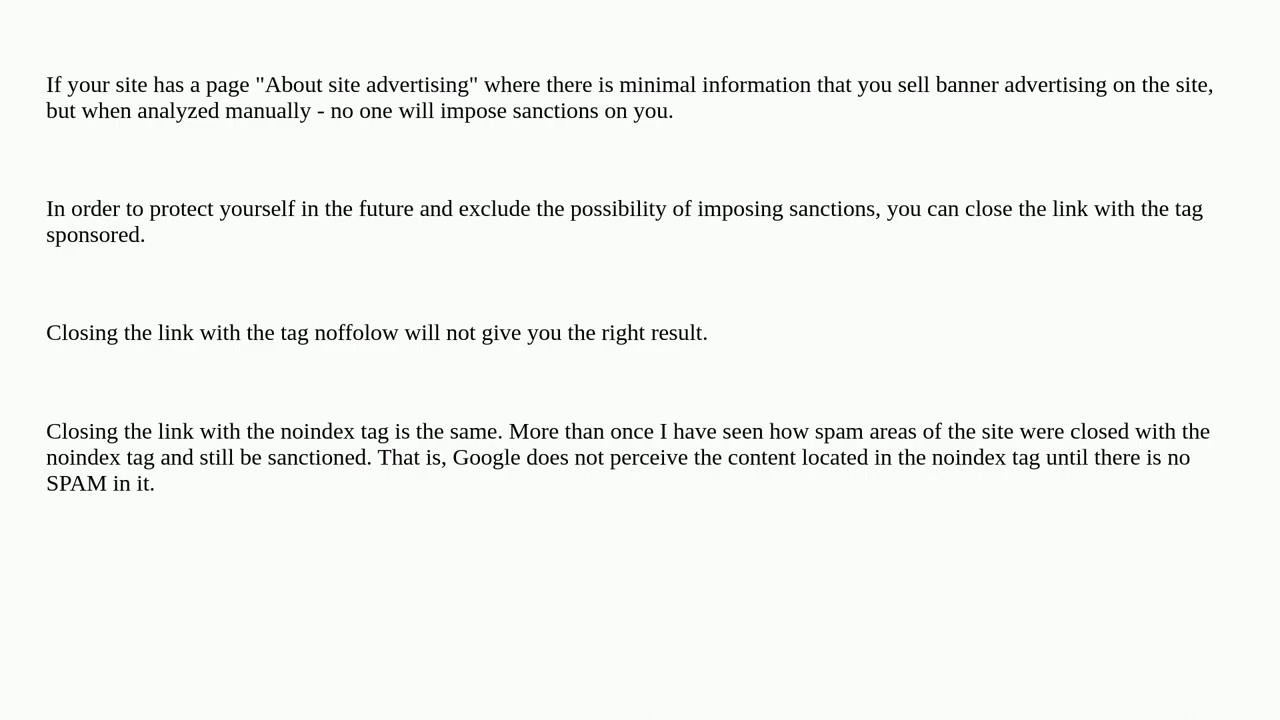 If your site has a page "About site advertising" where there is minimal information that you sell banner advertising on the site,
but when analyzed manually - no one will impose sanctions on you.
In order to protect yourself in the future and exclude the possibility of imposing sanctions, you can close the link with the tag
sponsored.
Closing the link with the tag noffolow will not give you the right result.
Closing the link with the noindex tag is the same. More than once I have seen how spam areas of the site were closed with the
noindex tag and still be sanctioned. That is, Google does not perceive the content located in the noindex tag until there is no
SPAM in it.